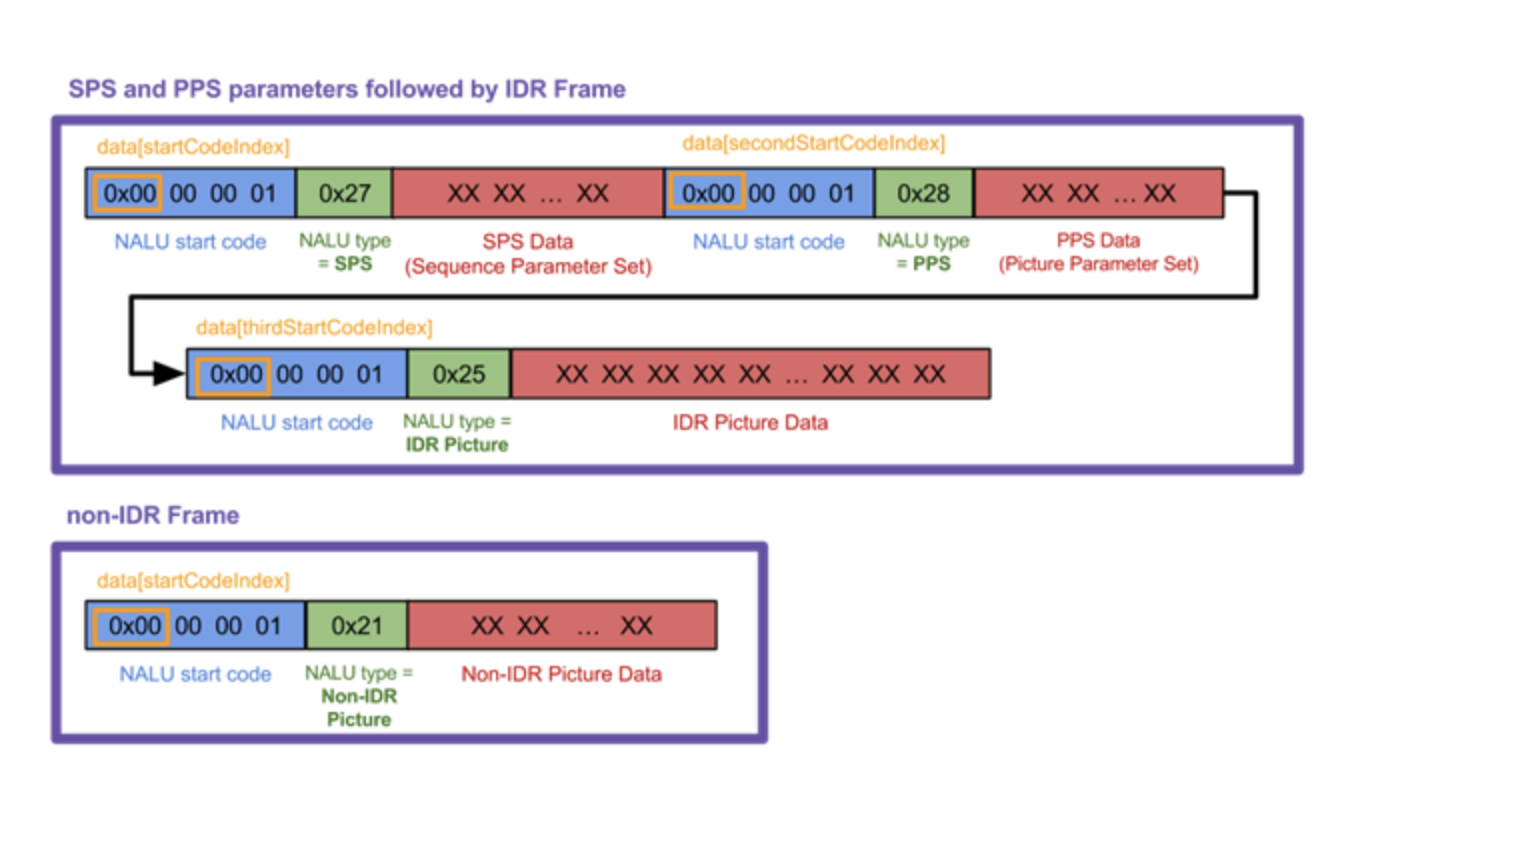 SPS and PPS parameters followed by IDR Frame
data[startCodeIndex] data[secondStartCodeIndex]
0x00 00 00 01 0x27 XX XX ... XX 0x00 00 00 01 0x28 XX XX ... XX
NALU start code NALU type SPS Data NALU start code NALU type PPS Data
= SPS (Sequence Parameter Set) = PPS (Picture Parameter Set)
data[thirdStartCodeIndex]
0x00 00 00 01 0x25 XX XX XX XX XX ... XX XX XX
NALU start code NALU type = IDR Picture Data
IDR Picture
non-IDR Frame
data[startCodeIndex]
0x00 00 00 01 0x21 XX XX ... XX
NALU start code NALU type = Non-IDR Picture Data
Non-IDR
Picture